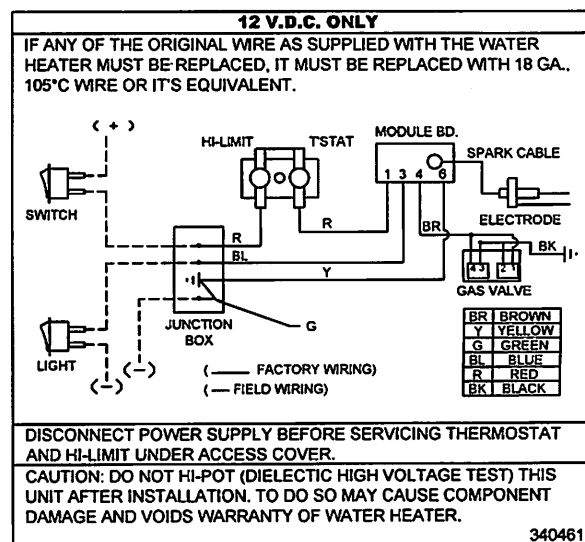 12 V.D.C. ONLY
IF ANY OF THE ORIGINAL WIRE AS SUPPLIED WITH THE WATER
HEATER MUST BE REPLACED, IT MUST BE REPLACED WITH 18 GA.,
105°C WIRE OR IT'S EQUIVALENT.
(+)
HI-LIMIT
T'STAT
MODULE BD.
SPARK CABLE
1 3 4 6
SWITCH
ELECTRODE
R
R
BR
BL
BK
Y
4 3 2 1
GAS VALVE
JUNCTION
BOX
G
LIGHT
(-)
(-)
( — FACTORY WIRING)
( — FIELD WIRING)
BR BROWN
Y YELLOW
G GREEN
BL BLUE
R RED
BK BLACK
DISCONNECT POWER SUPPLY BEFORE SERVICING THERMOSTAT
AND HI-LIMIT UNDER ACCESS COVER.
CAUTION: DO NOT HI-POT (DIELECTIC HIGH VOLTAGE TEST) THIS
UNIT AFTER INSTALLATION. TO DO SO MAY CAUSE COMPONENT
DAMAGE AND VOIDS WARRANTY OF WATER HEATER.
340461